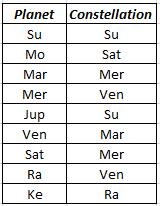 Planet Constellation
Su Su
Mo Sat
Mar Mer
Mer Ven
Jup Su
Ven Mar
Sat Mer
Ra Ven
Ke Ra